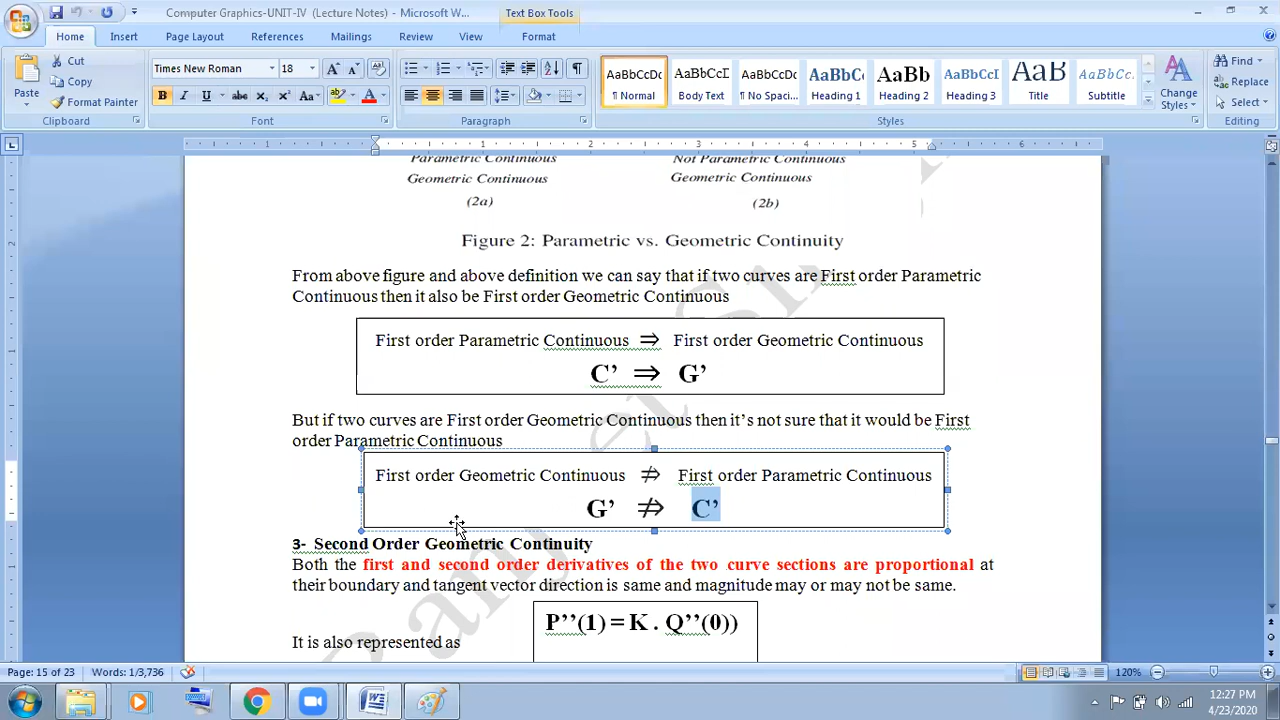 Computer Graphics-UNIT-IV (Lecture Notes) - Microsoft W...
Text Box Tools
Home Insert Page Layout References Mailings Review View Format
Paste
Cut
Copy
Format Painter
Clipboard
Times New Roman 18
Font
Paragraph
AaBbCcDc AaBbCcI AaBbCcDc AaBbC AaBb AaBbCcI AaB AaBbCcL
¶ Normal Body Text ¶ No Spaci... Heading 1 Heading 2 Heading 3 Title Subtitle
Change Styles
Styles
Find
Replace
Select
Editing
Parametric Continuous Not Parametric Continuous
Geometric Continuous Geometric Continuous
(2a) (2b)
Figure 2: Parametric vs. Geometric Continuity
From above figure and above definition we can say that if two curves are First order Parametric
Continuous then it also be First order Geometric Continuous
First order Parametric Continuous ⇒ First order Geometric Continuous
C’ ⇒ G’
But if two curves are First order Geometric Continuous then it’s not sure that it would be First
order Parametric Continuous
First order Geometric Continuous ⇏ First order Parametric Continuous
G’ ⇏ C’
3- Second Order Geometric Continuity
Both the first and second order derivatives of the two curve sections are proportional at
their boundary and tangent vector direction is same and magnitude may or may not be same.
P’’(1) = K . Q’’(0))
It is also represented as
Page: 15 of 23 Words: 1/3,736 120%
12:27 PM
4/23/2020